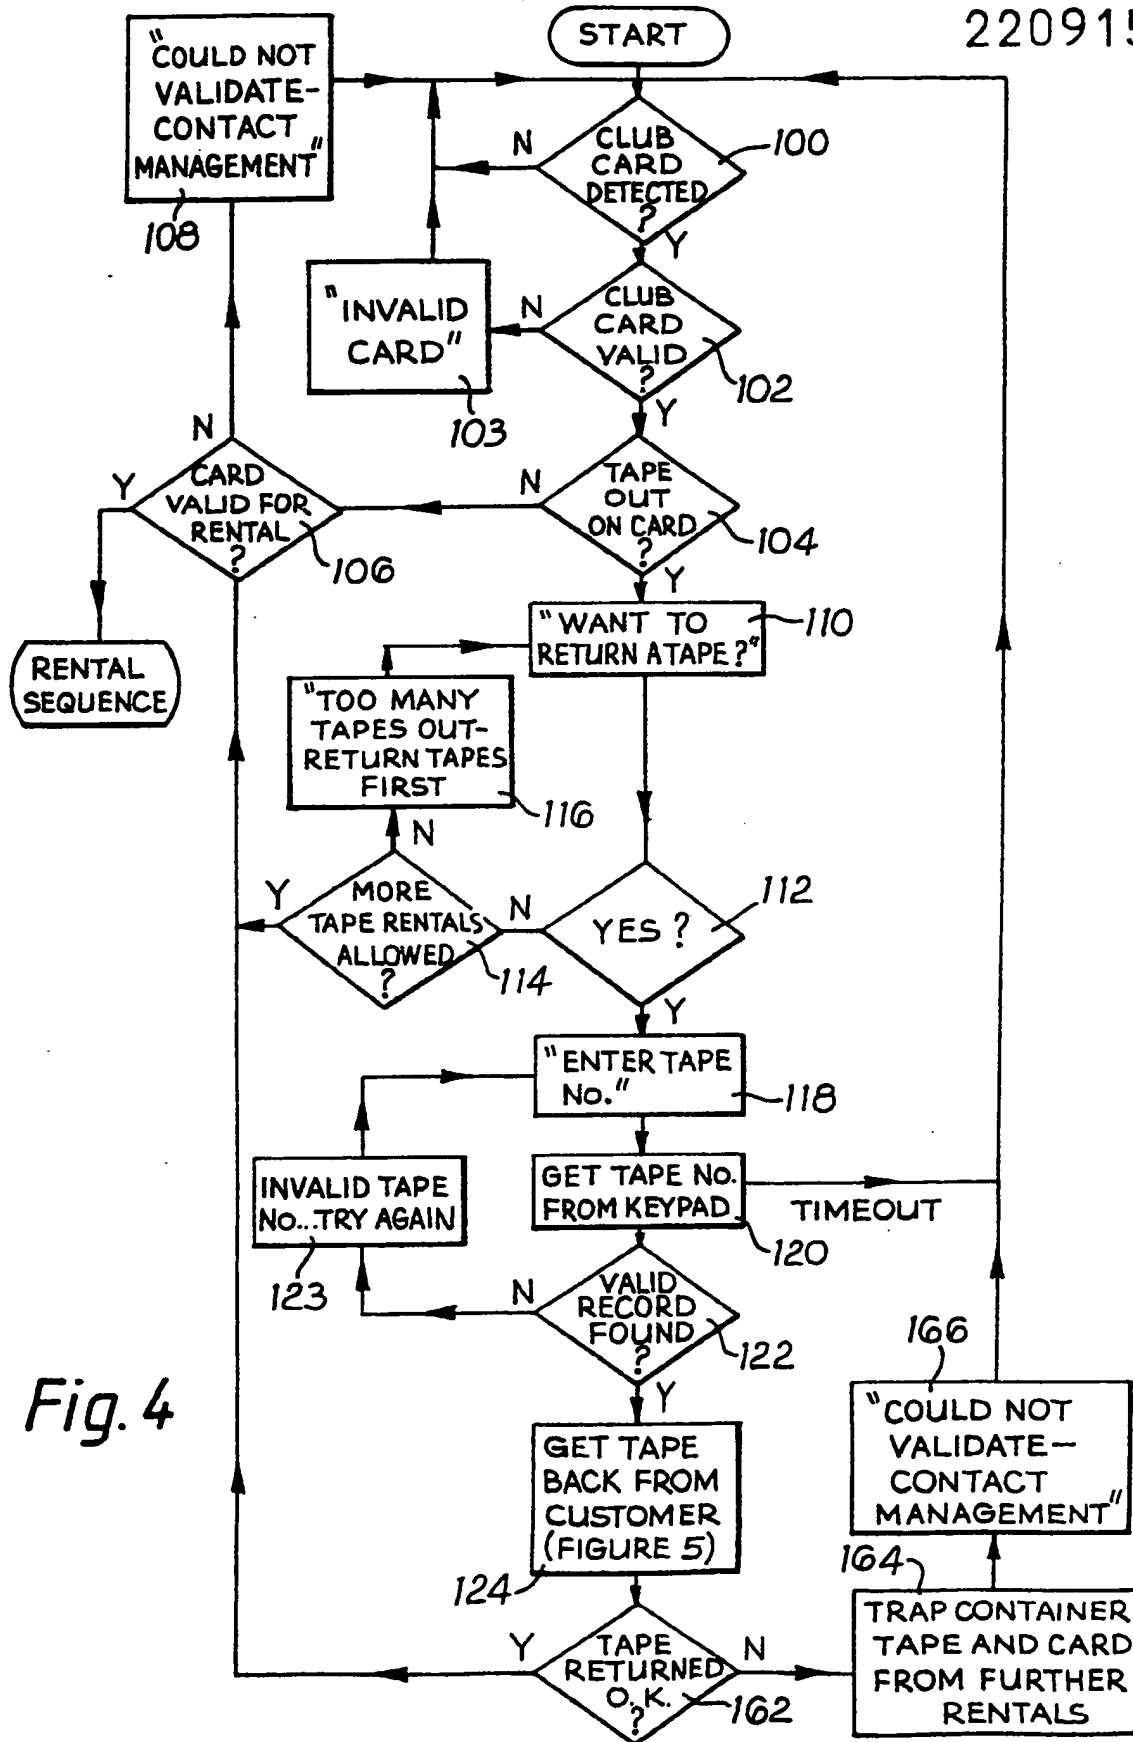 220915
START
"COULD NOT
VALIDATE-
CONTACT
MANAGEMENT"
108
CLUB
CARD
DETECTED
?
100
N
Y
"INVALID
CARD"
103
N
CLUB
CARD
VALID
?
102
Y
N
Y
CARD
VALID FOR
RENTAL
?
106
N
TAPE
OUT
ON CARD
?
104
Y
RENTAL
SEQUENCE
"WANT TO
RETURN A TAPE?"
110
"TOO MANY
TAPES OUT-
RETURN TAPES
FIRST
116
N
Y
MORE
TAPE RENTALS
ALLOWED
?
114
N
YES ?
112
Y
"ENTER TAPE
No."
118
INVALID TAPE
No...TRY AGAIN
123
GET TAPE No.
FROM KEYPAD
120
TIMEOUT
N
VALID
RECORD
FOUND
?
122
Y
Fig. 4
GET TAPE
BACK FROM
CUSTOMER
(FIGURE 5)
124
166
"COULD NOT
VALIDATE-
CONTACT
MANAGEMENT"
164
Y
TAPE
RETURNED
O.K.
?
162
N
TRAP CONTAINER
TAPE AND CARD
FROM FURTHER
RENTALS